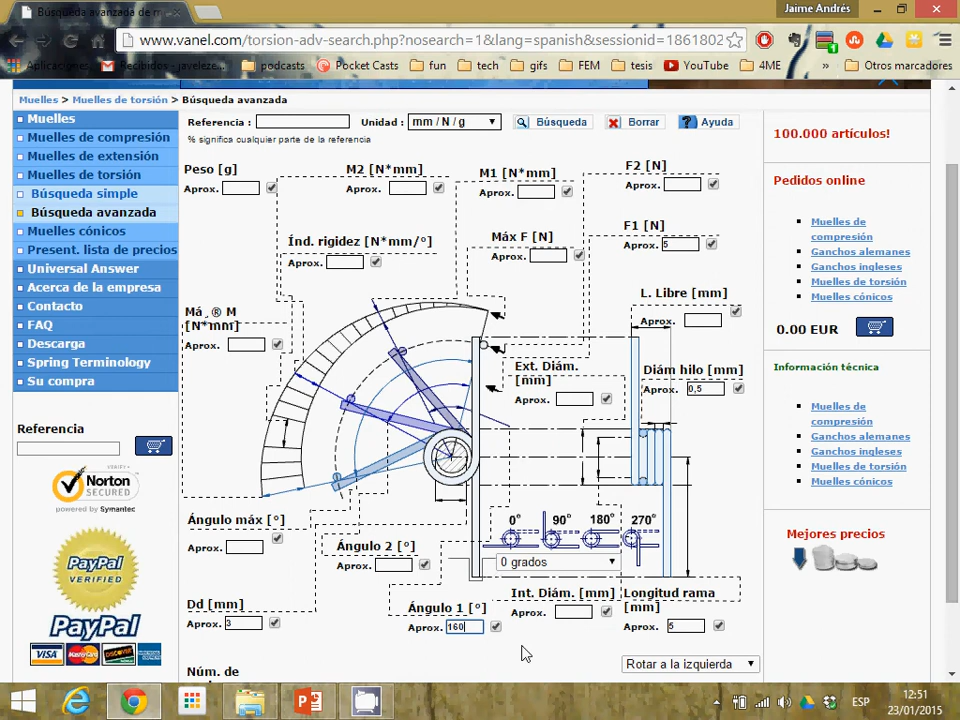 Búsqueda avanzada de m
Jaime Andrés
www.vanel.com/torsion-adv-search.php?nosearch=1&lang=spanish&sessionid=1861802
Aplicaciones
Recibidos - javeleze
podcasts
Pocket Casts
fun
tech
gifs
FEM
tesis
YouTube
4ME
»
Otros marcadores
Muelles > Muelles de torsión > Búsqueda avanzada
Muelles
Muelles de compresión
Muelles de extensión
Muelles de torsión
Búsqueda simple
Búsqueda avanzada
Muelles cónicos
Present. lista de precios
Universal Answer
Acerca de la empresa
Contacto
FAQ
Descarga
Spring Terminology
Su compra
Referencia
Norton
SECURED
powered by Symantec
PayPal
VERIFIED
PayPal
VISA
MasterCard
DISCOVER
Referencia :
Unidad :
mm / N / g
Búsqueda
Borrar
Ayuda
% significa cualquier parte de la referencia
Peso [g]
Aprox.
M2 [N*mm]
Aprox.
M1 [N*mm]
Aprox.
F2 [N]
Aprox.
F1 [N]
Aprox. 5
Índ. rigidez [N*mm/°]
Aprox.
Máx F [N]
Aprox.
L. Libre [mm]
Aprox.
Má¸® M
[N*mm]
Aprox.
Ext. Diám.
[mm]
Aprox.
Diám hilo [mm]
Aprox. 0,5
0° 90° 180° 270°
0 grados
Ángulo máx [°]
Aprox.
Ángulo 2 [°]
Aprox.
Dd [mm]
Aprox. 3
Ángulo 1 [°]
Aprox. 160
Int. Diám. [mm]
Aprox.
Longitud rama
[mm]
Aprox. 5
Rotar a la izquierda
Núm. de
100.000 artículos!
Pedidos online
Muelles de
compresión
Ganchos alemanes
Ganchos ingleses
Muelles de torsión
Muelles cónicos
0.00 EUR
Información técnica
Muelles de
compresión
Ganchos alemanes
Ganchos ingleses
Muelles de torsión
Muelles cónicos
Mejores precios
ESP
12:51
23/01/2015